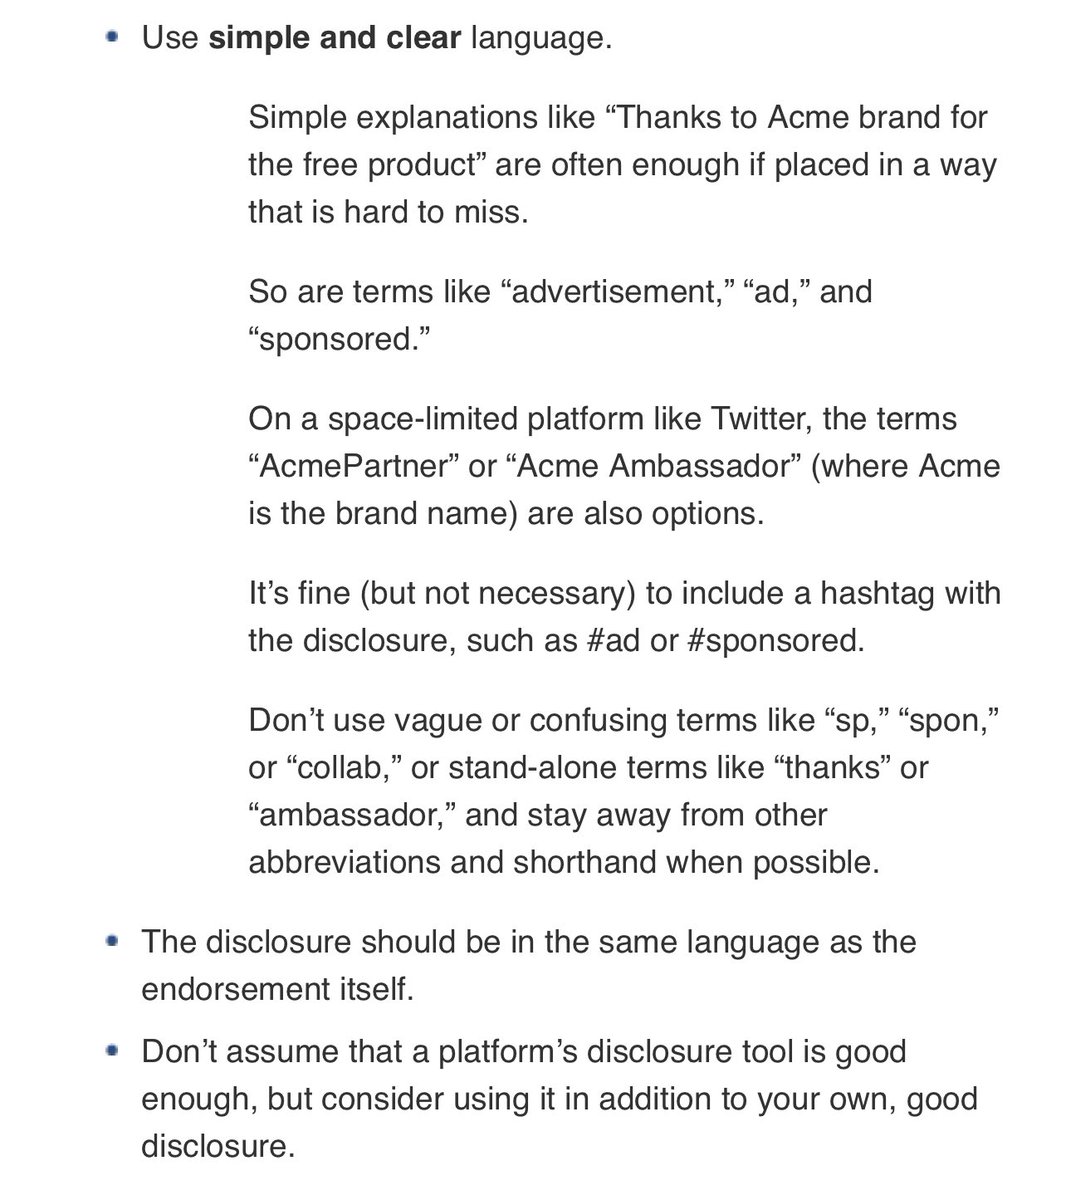 Use simple and clear language.
Simple explanations like “Thanks to Acme brand for
the free product” are often enough if placed in a way
that is hard to miss.
So are terms like “advertisement,” “ad,” and
“sponsored.”
On a space-limited platform like Twitter, the terms
“AcmePartner” or “Acme Ambassador” (where Acme
is the brand name) are also options.
It’s fine (but not necessary) to include a hashtag with
the disclosure, such as #ad or #sponsored.
Don’t use vague or confusing terms like “sp,” “spon,”
or “collab,” or stand-alone terms like “thanks” or
“ambassador,” and stay away from other
abbreviations and shorthand when possible.
The disclosure should be in the same language as the
endorsement itself.
Don’t assume that a platform’s disclosure tool is good
enough, but consider using it in addition to your own, good
disclosure.